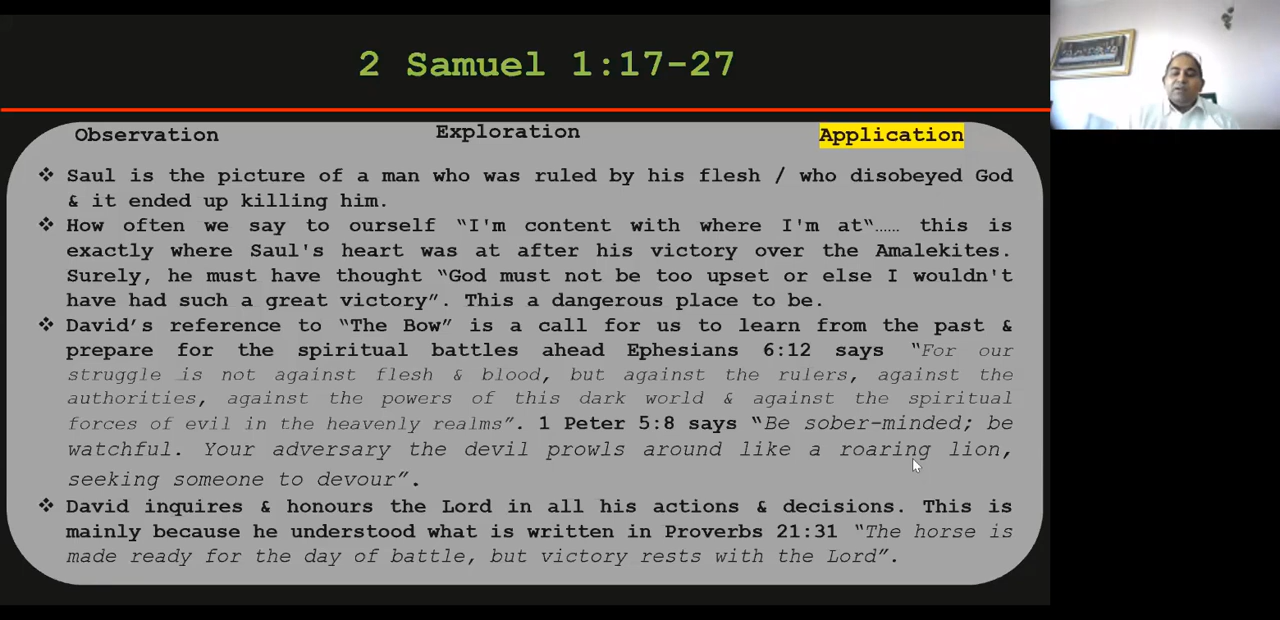 2 Samuel 1:17-27
Observation Exploration Application
❖ Saul is the picture of a man who was ruled by his flesh / who disobeyed God
& it ended up killing him.
❖ How often we say to ourself “I'm content with where I'm at“…… this is
exactly where Saul's heart was at after his victory over the Amalekites.
Surely, he must have thought “God must not be too upset or else I wouldn't
have had such a great victory”. This a dangerous place to be.
❖ David’s reference to “The Bow” is a call for us to learn from the past &
prepare for the spiritual battles ahead Ephesians 6:12 says “For our
struggle is not against flesh & blood, but against the rulers, against the
authorities, against the powers of this dark world & against the spiritual
forces of evil in the heavenly realms”. 1 Peter 5:8 says “Be sober-minded; be
watchful. Your adversary the devil prowls around like a roaring lion,
seeking someone to devour”.
❖ David inquires & honours the Lord in all his actions & decisions. This is
mainly because he understood what is written in Proverbs 21:31 “The horse is
made ready for the day of battle, but victory rests with the Lord”.